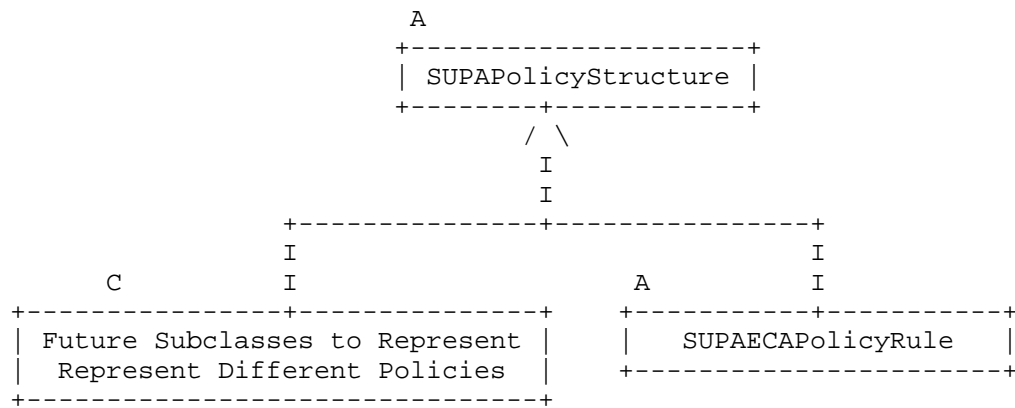 A
SUPAPolicyStructure
C
A
Future Subclasses to Represent
Represent Different Policies
SUPAECAPolicyRule